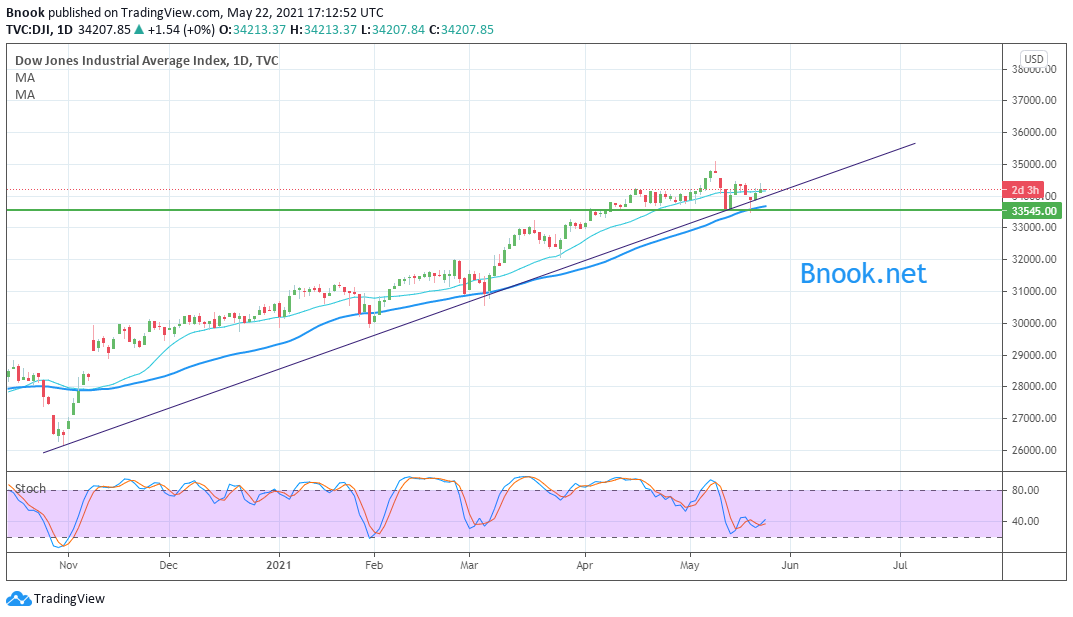 Bnook published on TradingView.com, May 22, 2021 17:12:52 UTC
TVC:DJI, 1D 34207.85 ▲ +1.54 (+0%) O:34213.37 H:34213.37 L:34207.84 C:34207.85
Dow Jones Industrial Average Index, 1D, TVC
MA
MA
USD
38000.00
37000.00
36000.00
35000.00
2d 3h
34000.00
33545.00
33000.00
32000.00
31000.00
30000.00
29000.00
28000.00
27000.00
26000.00
Bnook.net
Stoch
80.00
40.00
Nov Dec 2021 Feb Mar Apr May Jun Jul
TradingView